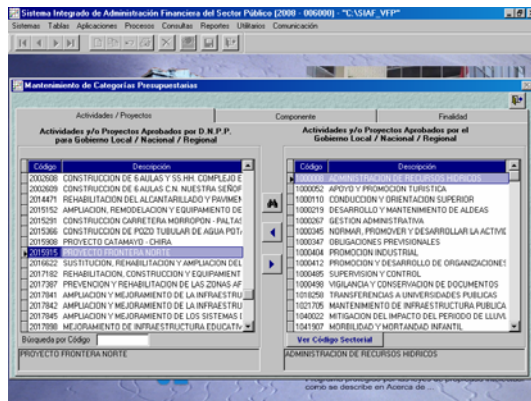 Sistema Integrado de Administración Financiera del Sector Público [2008 - 006000] - "C:\SIAF_VFP"
Sistemas Tablas Aplicaciones Procesos Consultas Reportes Utilitarios Comunicación
Mantenimiento de Categorías Presupuestarias
Actividades / Proyectos Componente Finalidad
Actividades y/o Proyectos Aprobados por D.N.P.P.
para Gobierno Local / Nacional / Regional
Código Descripción
2002608 CONSTRUCCION DE 6 AULAS Y SS.HH. COMPLEJO E
2002609 CONSTRUCCION DE 6 AULAS C.N. NUESTRA SEÑOF
2014471 REHABILITACION DEL ALCANTARILLADO Y PAVIMEN
2015152 AMPLIACION, REMODELACION Y EQUIPAMIENTO DE
2015291 CONSTRUCCION CARRETERA MORROPON - PALTAS
2015366 CONSTRUCCION DE POZO TUBULAR DE AGUA POT
2015908 PROYECTO CATAMAYO - CHIRA
2015915 PROYECTO FRONTERA NORTE
2016622 SUSTITUCION, REHABILITACION Y AMPLIACION DEL
2017182 REHABILITACION, CONSTRUCCION Y EQUIPAMIENT
2017387 PREVENCION Y REHABILITACION DE LAS ZONAS AF
2017841 AMPLIACION Y MEJORAMIENTO DE LA INFRAESTRU
2017842 AMPLIACION Y MEJORAMIENTO DE LA INFRAESTRU
2017845 AMPLIACION Y MEJORAMIENTO DE LOS SISTEMAS
2017898 MEJORAMIENTO DE INFRAESTRUCTURA EDUCATIV
Búsqueda por Código
PROYECTO FRONTERA NORTE
Actividades y/o Proyectos Aprobados por el
Gobierno Local / Nacional / Regional
Código Descripción
1000008 ADMINISTRACION DE RECURSOS HIDRICOS
1000052 APOYO Y PROMOCION TURISTICA
1000110 CONDUCCION Y ORIENTACION SUPERIOR
1000219 DESARROLLO Y MANTENIMIENTO DE ALDEAS
1000267 GESTION ADMINISTRATIVA
1000345 NORMAR, PROMOVER Y DESARROLLAR LA ACTIVE
1000347 OBLIGACIONES PREVISIONALES
1000404 PROMOCION INDUSTRIAL
1000412 PROMOCION Y DESARROLLO DE ORGANIZACIONE
1000485 SUPERVISION Y CONTROL
1000498 VIGILANCIA Y CONSERVACION DE DOCUMENTOS
1018258 TRANSFERENCIAS A UNIVERSIDADES PUBLICAS
1021705 MANTENIMIENTO DE INFRAESTRUCTURA PUBLICA
1040022 MITIGACION DEL IMPACTO DEL PERIODO DE LLUVI
1041907 MORBILIDAD Y MORTANDAD INFANTIL
Ver Código Sectorial
ADMINISTRACION DE RECURSOS HIDRICOS
como se describe en Acerca de ...